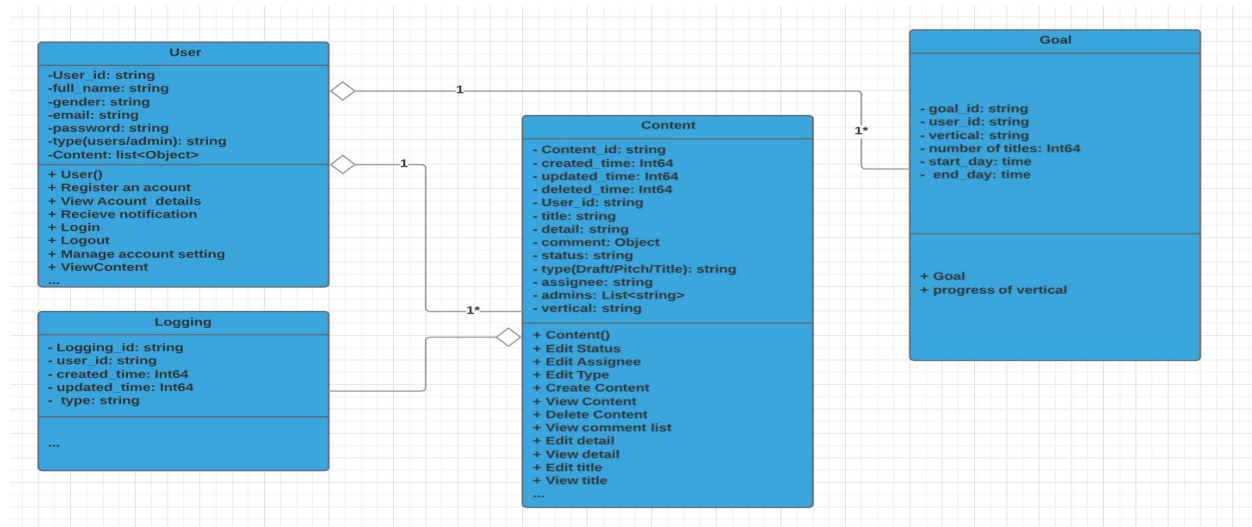 User
-User_id: string
-full_name: string
-gender: string
-email: string
-password: string
-type(users/admin): string
-Content: list<Object>
+ User()
+ Register an acount
+ View Acount  details
+ Recieve notification
+ Login
+ Logout
+ Manage account setting
+ ViewContent
...
1
1*
1
1*
Logging
- Logging_id: string
- user_id: string
- created_time: Int64
- updated_time: Int64
-  type: string
...
Content
- Content_id: string
- created_time: Int64
- updated_time: Int64
- deleted_time: Int64
- User_id: string
- title: string
- detail: string
- comment: Object
- status: string
- type(Draft/Pitch/Title): string
- assignee: string
- admins: List<string>
- vertical: string
+ Content()
+ Edit Status
+ Edit Assignee
+ Edit Type
+ Create Content
+ View Content
+ Delete Content
+ View comment list
+ Edit detail
+ View detail
+ Edit title
+ View title
...
Goal
- goal_id: string
- user_id: string
- vertical: string
- number of titles: Int64
- start_day: time
-  end_day: time
+ Goal
+ progress of vertical